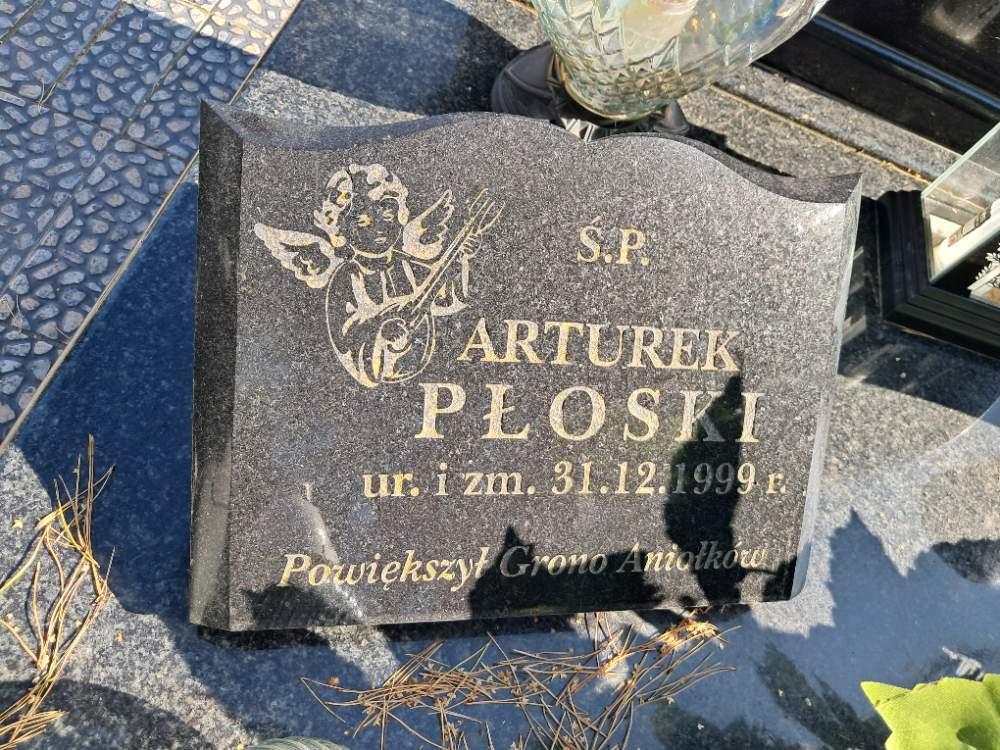 Ś.P.
ARTUREK
PŁOSKI
ur. i zm. 31.12.1999 r.
Powiększył Grono Aniołków